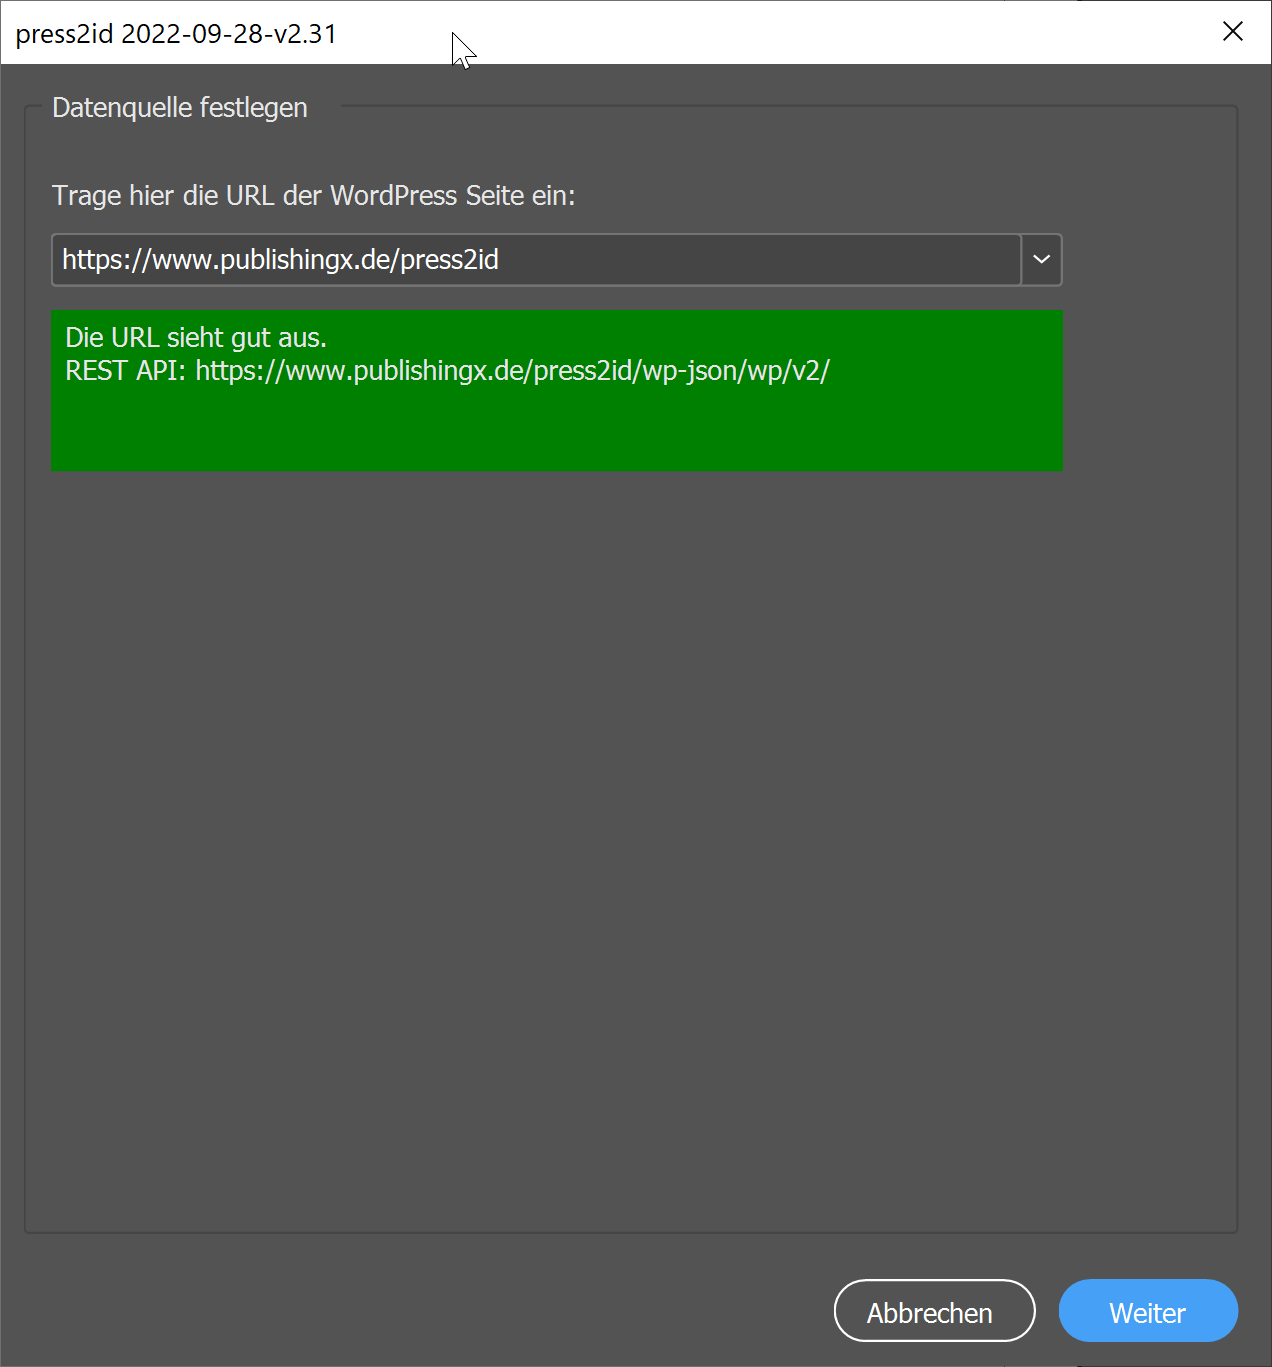 press2id 2022-09-28-v2.31
Datenquelle festlegen
Trage hier die URL der WordPress Seite ein:
https://www.publishingx.de/press2id
Die URL sieht gut aus.
REST API: https://www.publishingx.de/press2id/wp-json/wp/v2/
Abbrechen
Weiter